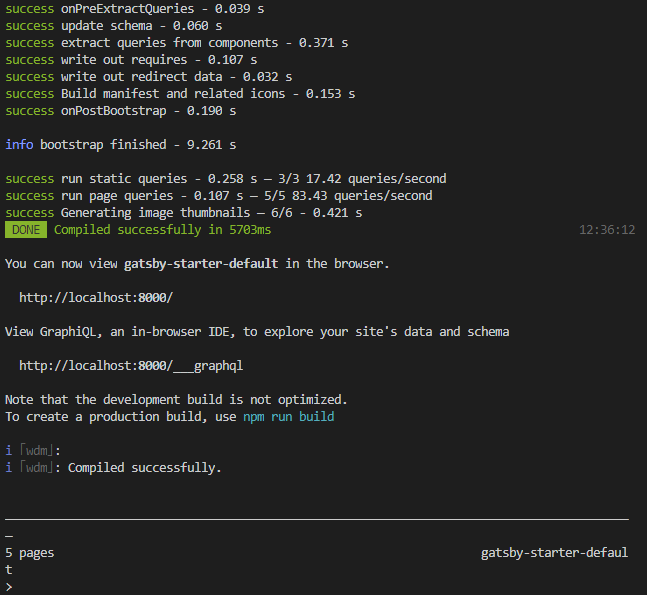 success onPreExtractQueries - 0.039 s
success update schema - 0.060 s
success extract queries from components - 0.371 s
success write out requires - 0.107 s
success write out redirect data - 0.032 s
success Build manifest and related icons - 0.153 s
success onPostBootstrap - 0.190 s
info bootstrap finished - 9.261 s
success run static queries - 0.258 s — 3/3 17.42 queries/second
success run page queries - 0.107 s — 5/5 83.43 queries/second
success Generating image thumbnails — 6/6 - 0.421 s
DONE Compiled successfully in 5703ms 12:36:12
You can now view gatsby-starter-default in the browser.
http://localhost:8000/
View GraphiQL, an in-browser IDE, to explore your site's data and schema
http://localhost:8000/___graphql
Note that the development build is not optimized.
To create a production build, use npm run build
i ｢wdm｣:
i ｢wdm｣: Compiled successfully.
5 pages gatsby-starter-defaul
t
>